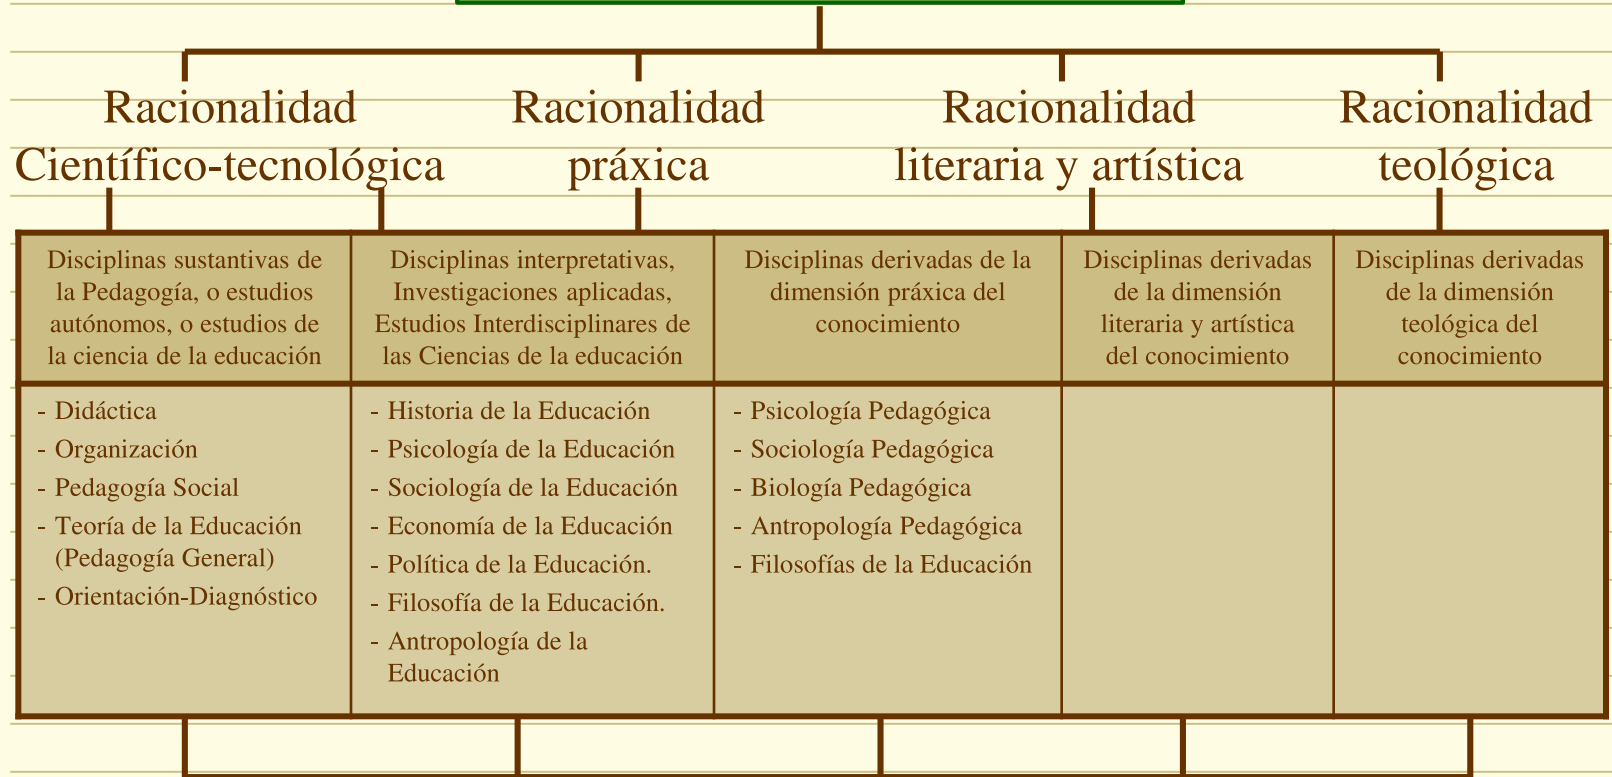 Racionalidad
Científico-tecnológica
Racionalidad
práxica
Racionalidad
literaria y artística
Racionalidad
teológica
Disciplinas sustantivas de
la Pedagogía, o estudios
autónomos, o estudios de
la ciencia de la educación
Disciplinas interpretativas,
Investigaciones aplicadas,
Estudios Interdisciplinares de
las Ciencias de la educación
Disciplinas derivadas de la
dimensión práxica del
conocimiento
Disciplinas derivadas
de la dimensión
literaria y artística
del conocimiento
Disciplinas derivadas
de la dimensión
teológica del
conocimiento
- Didáctica
- Organización
- Pedagogía Social
- Teoría de la Educación
(Pedagogía General)
- Orientación-Diagnóstico
- Historia de la Educación
- Psicología de la Educación
- Sociología de la Educación
- Economía de la Educación
- Política de la Educación.
- Filosofía de la Educación.
- Antropología de la
Educación
- Psicología Pedagógica
- Sociología Pedagógica
- Biología Pedagógica
- Antropología Pedagógica
- Filosofías de la Educación